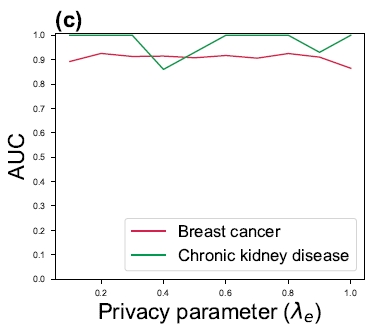 (c)
1.0
0.9
0.8
0.7
0.6
0.5
0.4
0.3
0.2
0.1
0.0
AUC
Breast cancer
Chronic kidney disease
0.2 0.4 0.6 0.8 1.0
Privacy parameter (λₑ)